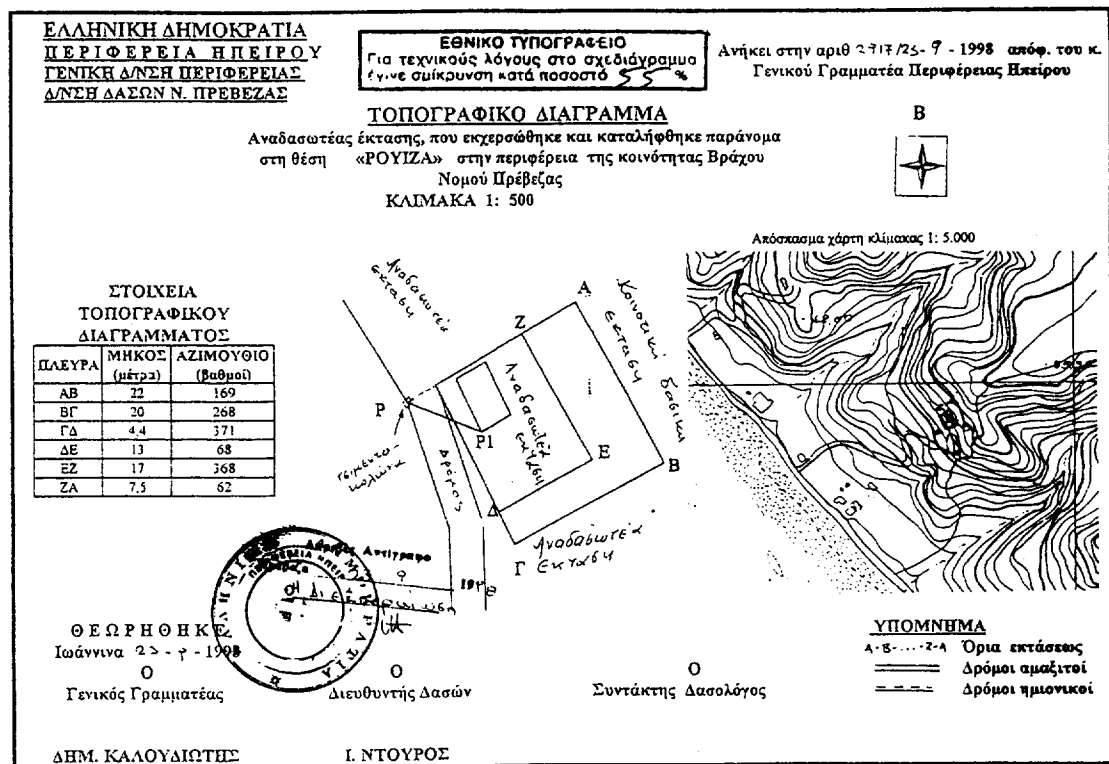 ΕΛΛΗΝΙΚΗ ΔΗΜΟΚΡΑΤΙΑ
ΠΕΡΙΦΕΡΕΙΑ ΗΠΕΙΡΟΥ
ΓΕΝΙΚΗ Δ/ΝΣΗ ΠΕΡΙΦΕΡΕΙΑΣ
Δ/ΝΣΗ ΔΑΣΩΝ Ν. ΠΡΕΒΕΖΑΣ
ΕΘΝΙΚΟ ΤΥΠΟΓΡΑΦΕΙΟ
Για τεχνικούς λόγους στο σχεδιάγραμμα
έγινε σμίκρυνση κατά ποσοστό 55 %
Ανήκει στην αριθ 2717/23-9-1998 απόφ. του κ.
Γενικού Γραμματέα Περιφέρειας Ηπείρου
ΤΟΠΟΓΡΑΦΙΚΟ ΔΙΑΓΡΑΜΜΑ
Αναδασωτέας έκτασης, που εκχερσώθηκε και καταλήφθηκε παράνομα
στη θέση «ΡΟΥΙΖΑ» στην περιφέρεια της κοινότητας Βράχου
Νομού Πρέβεζας
ΚΛΙΜΑΚΑ 1: 500
Β
Απόσπασμα χάρτη κλίμακας 1: 5.000
ΣΤΟΙΧΕΙΑ
ΤΟΠΟΓΡΑΦΙΚΟΥ
ΔΙΑΓΡΑΜΜΑΤΟΣ
ΠΛΕΥΡΑ ΜΗΚΟΣ (μέτρα) ΑΖΙΜΟΥΘΙΟ (βαθμοί)
ΑΒ 22 169
ΒΓ 20 268
ΓΔ 4,4 371
ΔΕ 13 68
ΕΖ 17 368
ΖΑ 7,5 62
Αναδασωτέα
έκταση
Α
Ζ
Κοινοτική δασική
έκταση
Αναδασωτέα
έκταση
Ρ
Ρ1
Ε
Β
τσιμεντο
κολώνα
Δρόμος
Δ
Γ
Αναδασωτέα
Έκταση
Ακριβές Αντίγραφο
ΘΕΩΡΗΘΗΚΕ
Ιωάννινα 23-9-1998
Ο
Γενικός Γραμματέας
Ο
Διευθυντής Δασών
Ο
Συντάκτης Δασολόγος
ΔΗΜ. ΚΑΛΟΥΔΙΩΤΗΣ
Ι. ΝΤΟΥΡΟΣ
ΥΠΟΜΝΗΜΑ
Α-Β-....-Ζ-Α Όρια εκτάσεως
Δρόμοι αμαξιτοί
Δρόμοι ημιονικοί